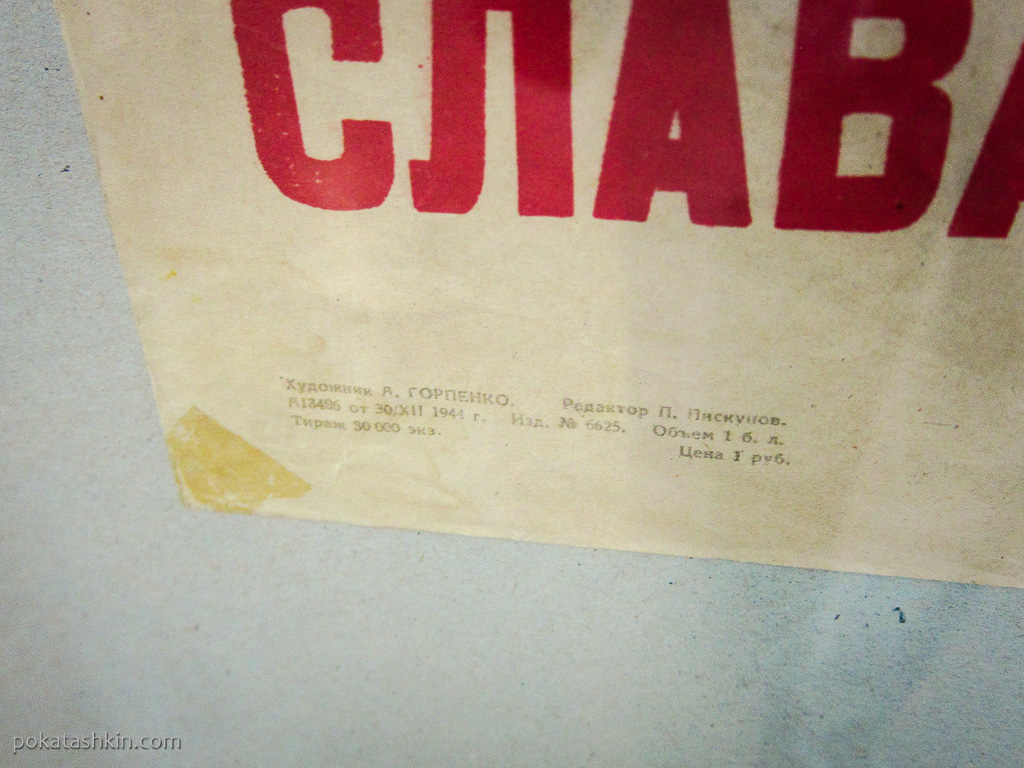 СЛАВА
Художник А. ГОРПЕНКО. Редактор П. Пискунов.
А13496 от 30/XII 1944 г. Изд. № 6625. Объем 1 б. л.
Тираж 30 000 экз. Цена 1 руб.
pokatashkin.com